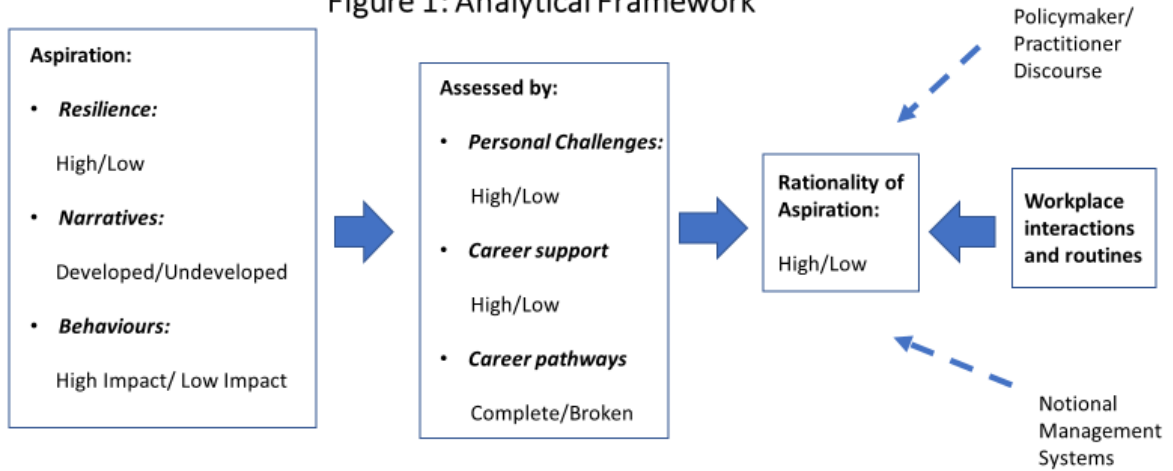 Figure 1: Analytical Framework
Aspiration:
• Resilience:
High/Low
• Narratives:
Developed/Undeveloped
• Behaviours:
High Impact/ Low Impact
Assessed by:
• Personal Challenges:
High/Low
• Career support
High/Low
• Career pathways
Complete/Broken
Rationality of
Aspiration:
High/Low
Policymaker/
Practitioner
Discourse
Workplace
interactions
and routines
Notional
Management
Systems